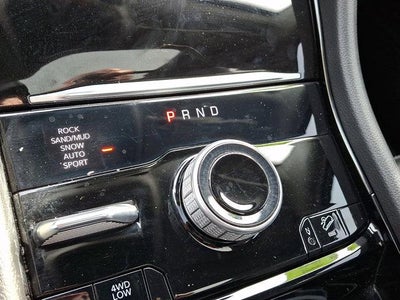 P R N D
ROCK
SAND/MUD
SNOW
AUTO
SPORT
4WD
LOW